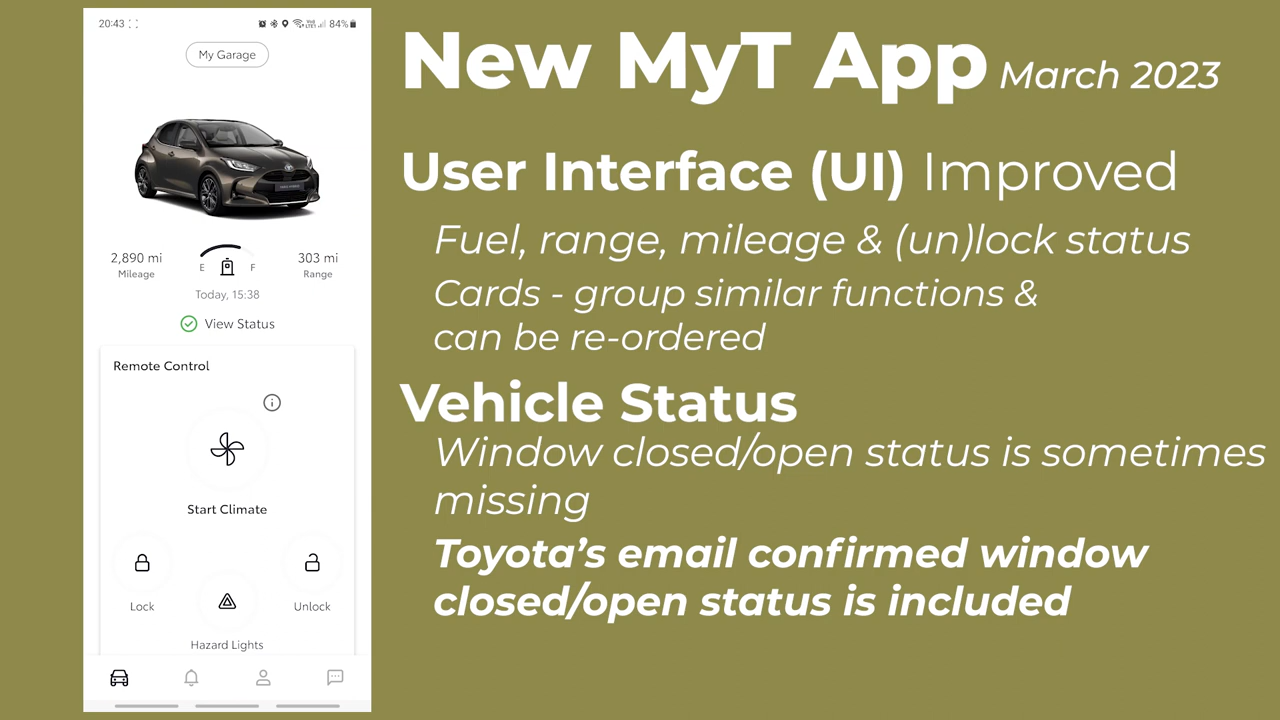 20:43
84%
My Garage
2,890 mi
Mileage
E
F
303 mi
Range
Today, 15:38
View Status
Remote Control
Start Climate
Lock
Unlock
Hazard Lights
New MyT App March 2023
User Interface (UI) Improved
Fuel, range, mileage & (un)lock status
Cards - group similar functions &
can be re-ordered
Vehicle Status
Window closed/open status is sometimes
missing
Toyota's email confirmed window
closed/open status is included